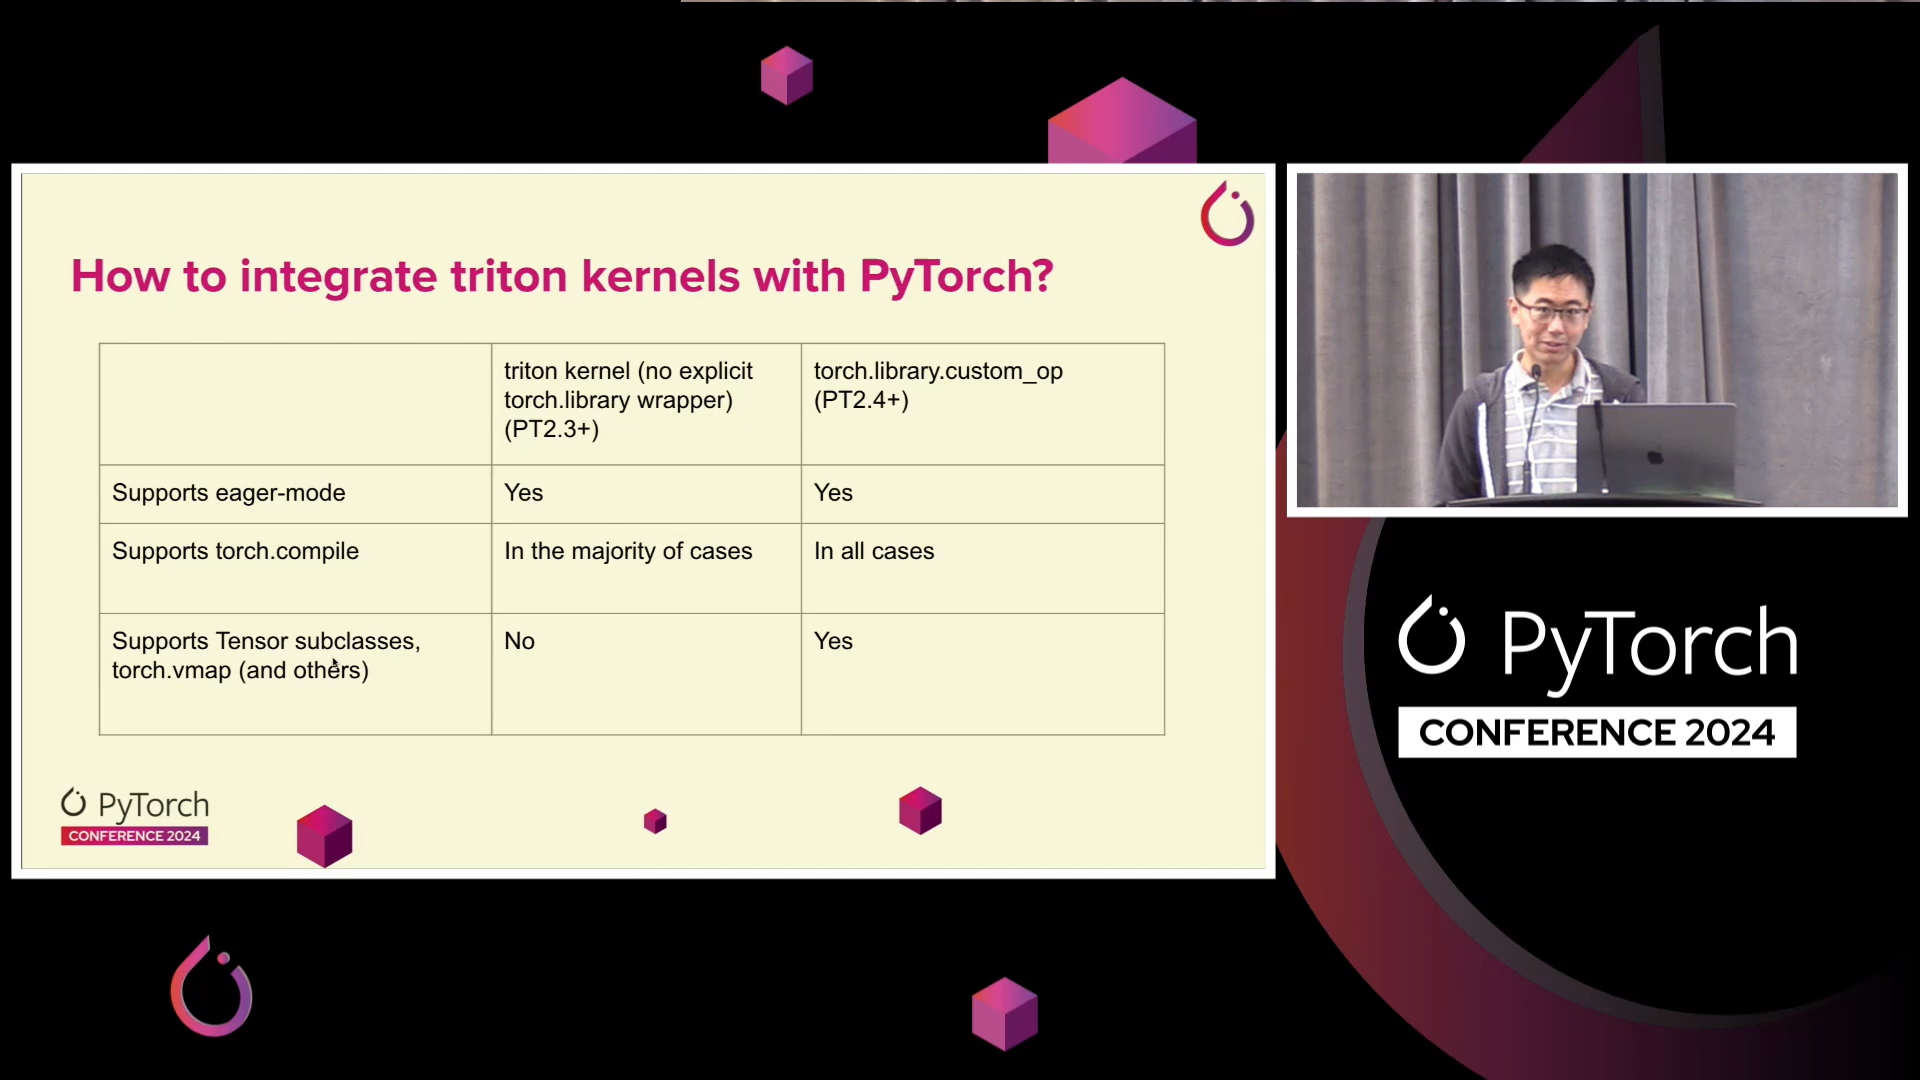 How to integrate triton kernels with PyTorch?
triton kernel (no explicit
torch.library wrapper)
(PT2.3+)
torch.library.custom_op
(PT2.4+)
Supports eager-mode
Yes
Yes
Supports torch.compile
In the majority of cases
In all cases
Supports Tensor subclasses,
torch.vmap (and others)
No
Yes
PyTorch
CONFERENCE 2024
PyTorch
CONFERENCE 2024